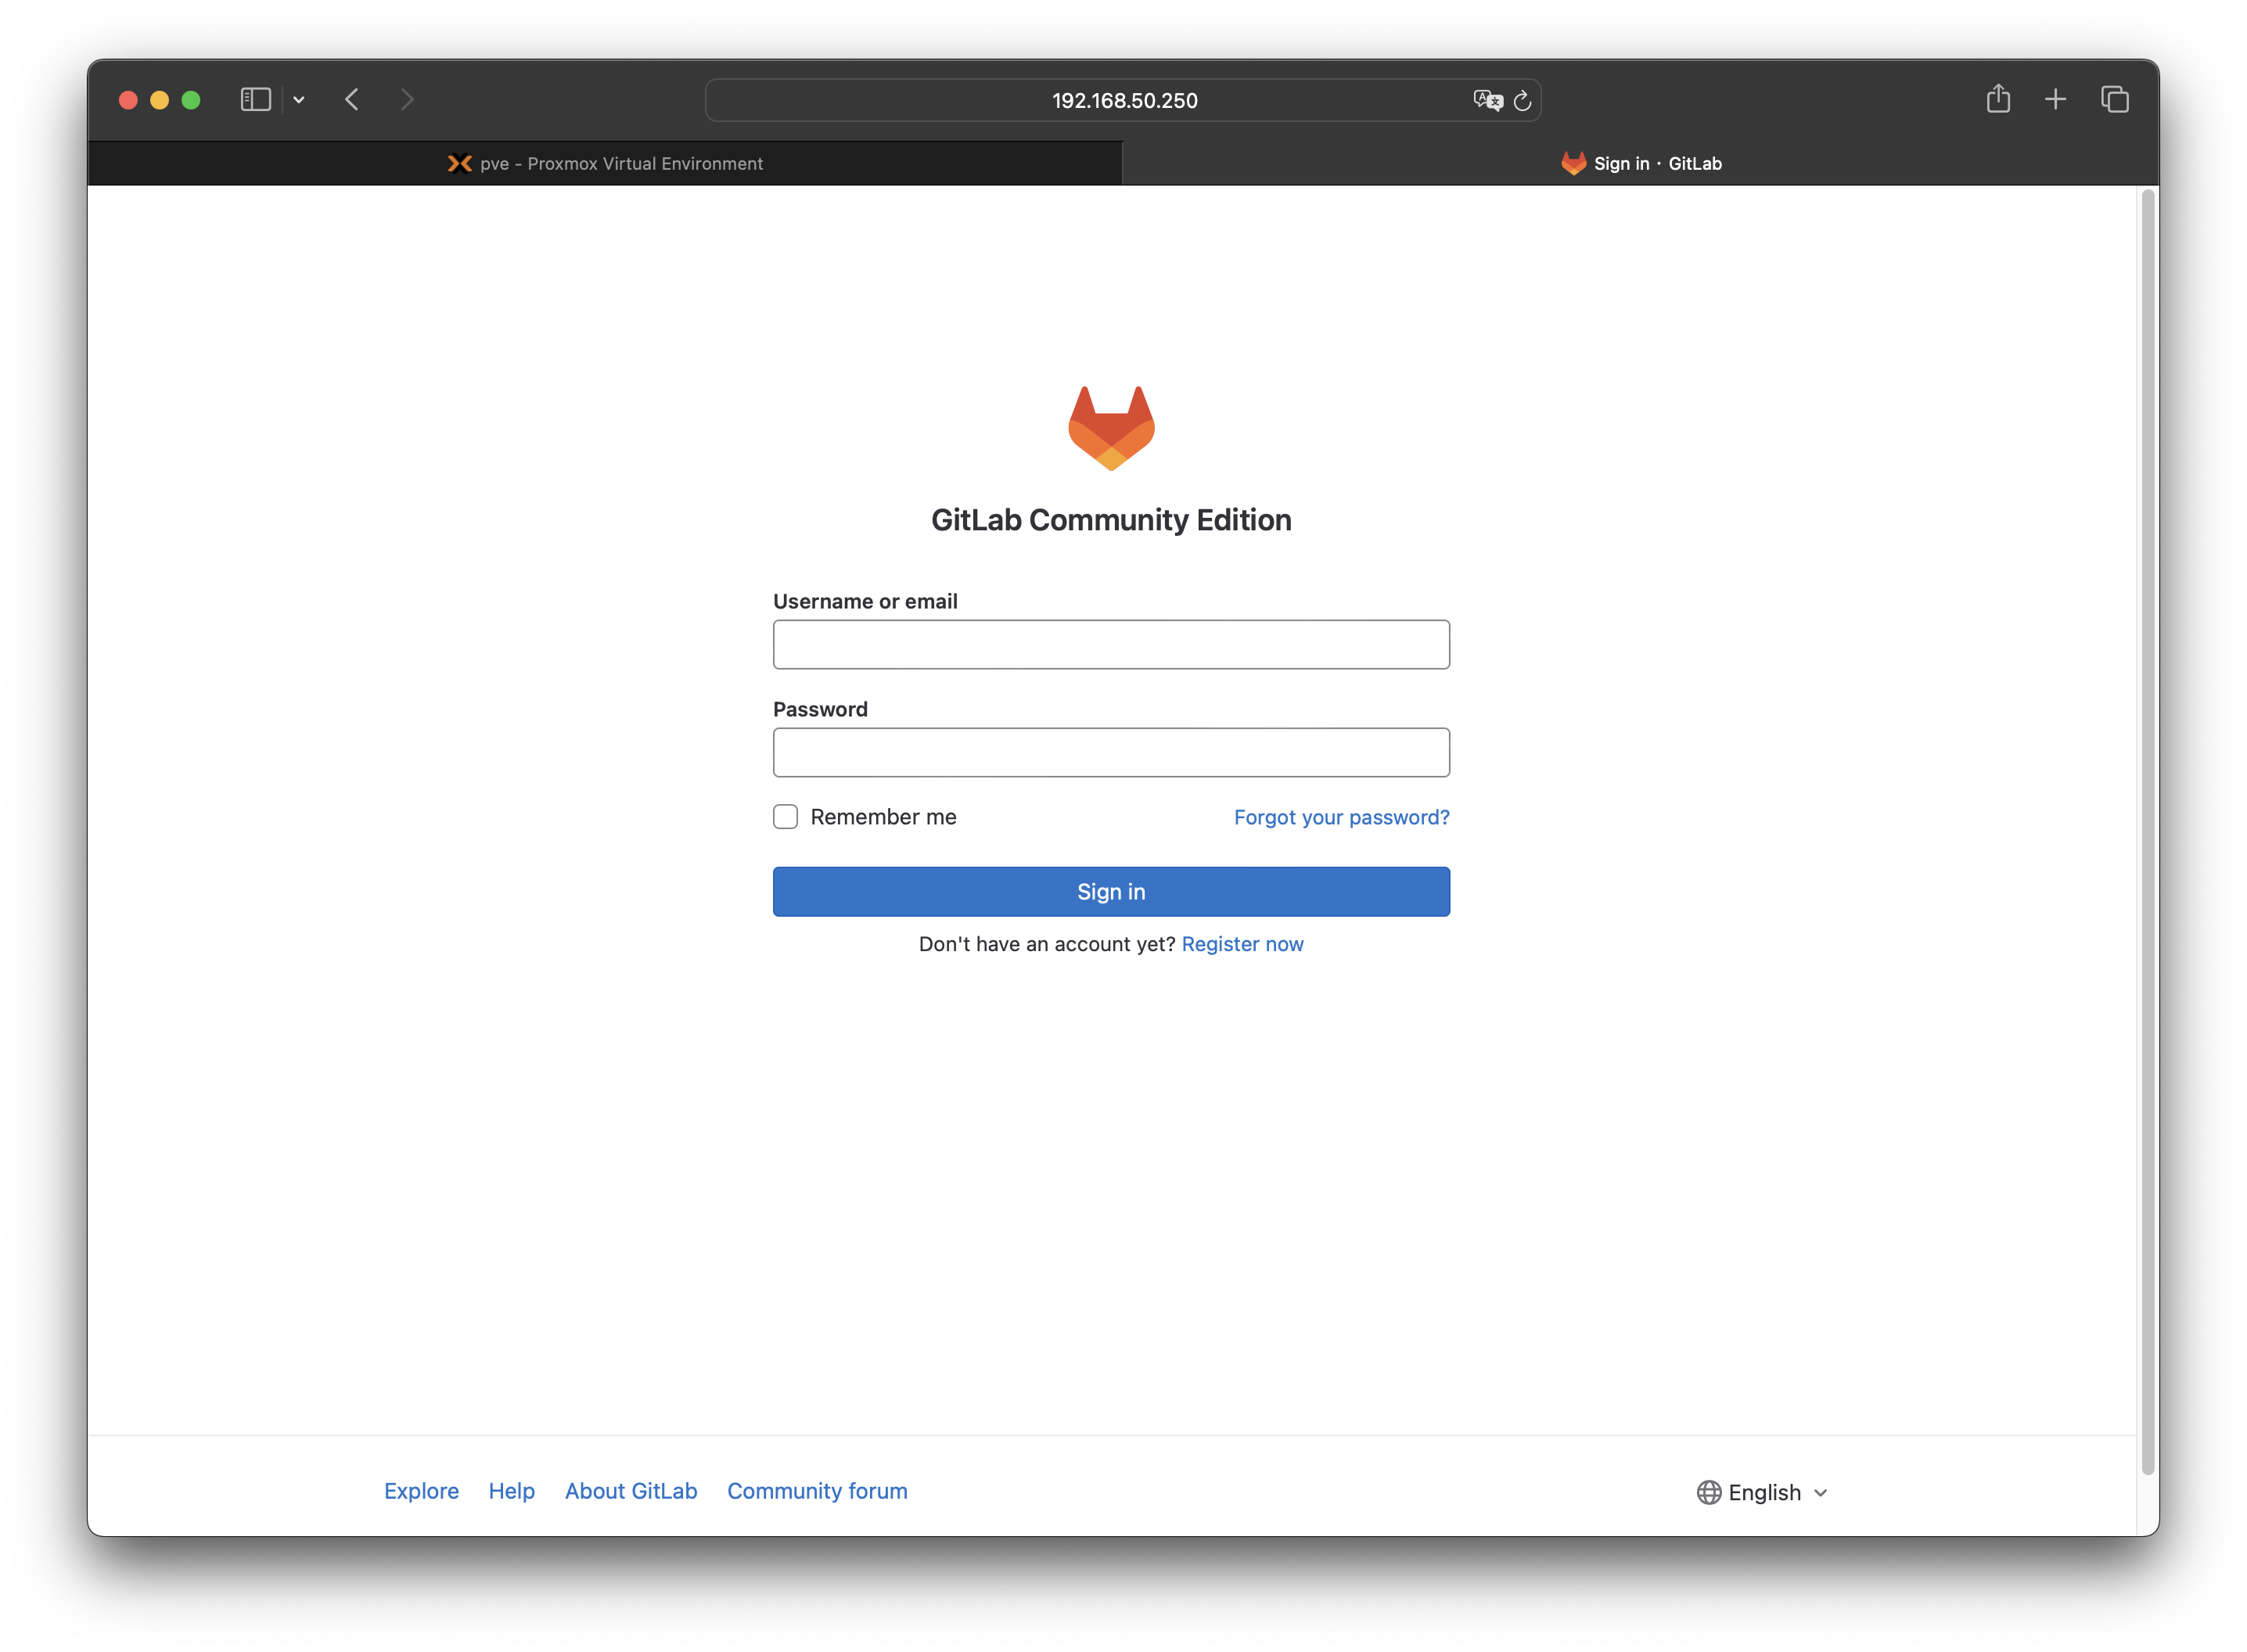 192.168.50.250
pve - Proxmox Virtual Environment
Sign in · GitLab
GitLab Community Edition
Username or email
Password
Remember me
Forgot your password?
Sign in
Don't have an account yet? Register now
Explore
Help
About GitLab
Community forum
English